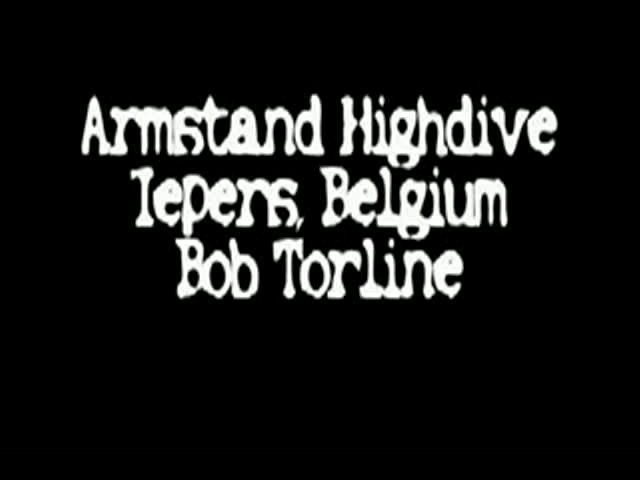 Armstand Highdive
Iepers, Belgium
Bob Torline